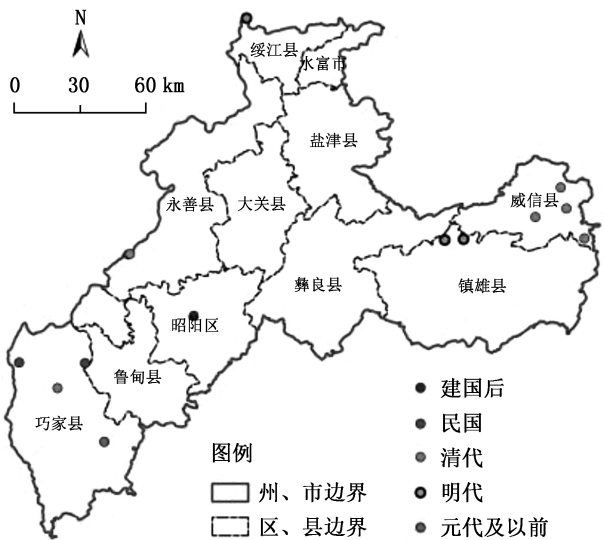 N
0 30 60 km
绥江县
水富市
盐津县
威信县
永善县
大关县
彝良县
镇雄县
昭阳区
鲁甸县
巧家县
图例
州、市边界
区、县边界
建国后
民国
清代
明代
元代及以前